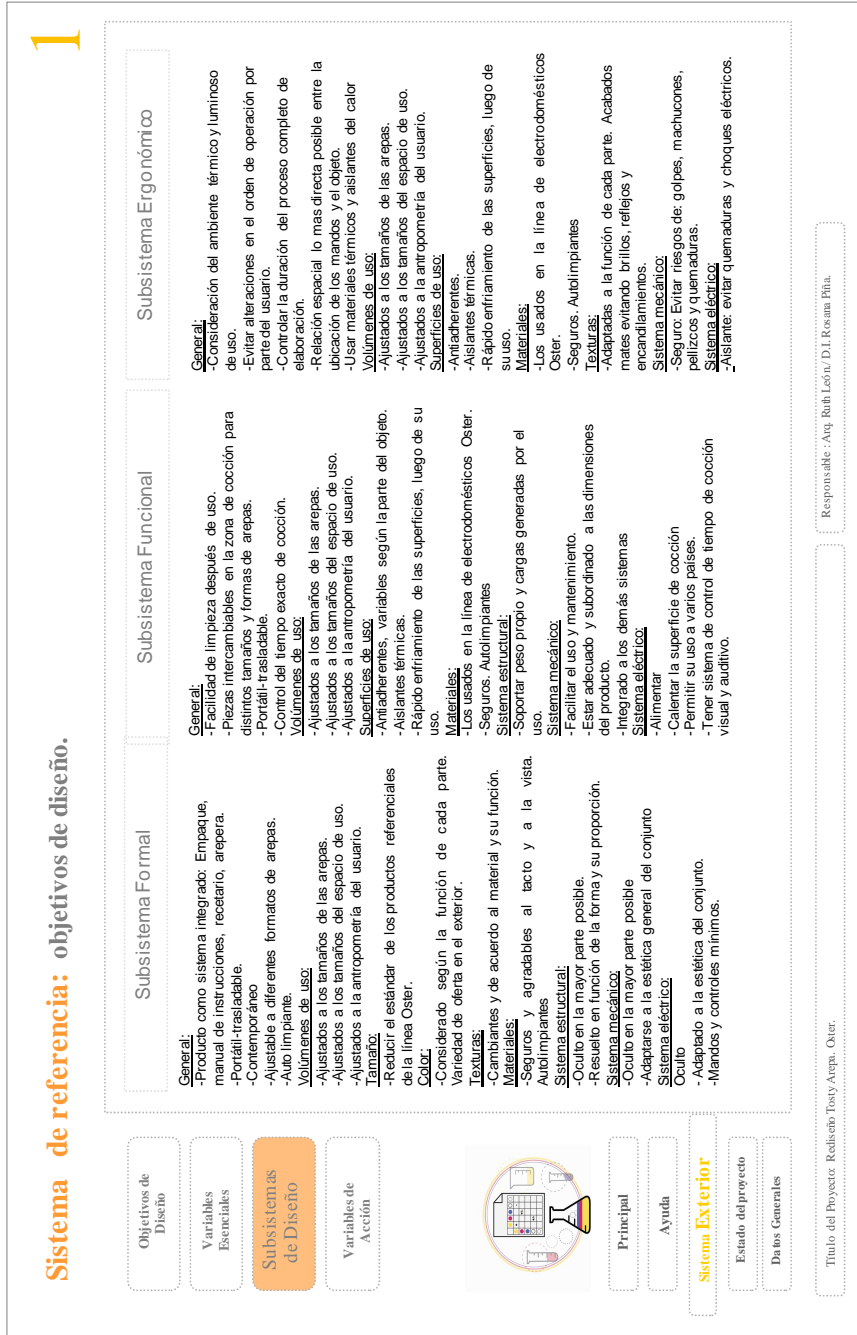 Sistema de referencia: objetivos de diseño.
1
Objetivos de
Diseño
Variables
Esenciales
Subsistemas
de Diseño
Variables de
Acción
Principal
Ayuda
Sistema Exterior
Estado del proyecto
Datos Generales
Subsistema Formal
General:
-Producto como sistema integrado: Empaque,
manual de instrucciones, recetario, arepera.
-Portátil-trasladable.
-Contemporáneo
-Ajustable a diferentes formatos de arepas.
-Auto limpiante.
Volúmenes de uso:
-Ajustados a los tamaños de las arepas.
-Ajustados a los tamaños del espacio de uso.
-Ajustados a la antropometría del usuario.
Tamaño:
-Reducir el estándar de los productos referenciales
de la línea Oster.
Color:
-Considerado según la función de cada parte.
Variedad de oferta en el exterior.
Texturas:
-Cambiantes y de acuerdo al material y su función.
Materiales:
-Seguros y agradables al tacto y a la vista.
Autolimpiantes
Sistema estructural:
-Oculto en la mayor parte posible.
-Resuelto en función de la forma y su proporción.
Sistema mecánico:
-Oculto en la mayor parte posible
-Adaptarse a la estética general del conjunto
Sistema eléctrico:
Oculto
- Adaptado a la estética del conjunto.
-Mandos y controles mínimos.
Subsistema Funcional
General:
-Facilidad de limpieza después de uso.
-Piezas intercambiables en la zona de cocción para
distintos tamaños y formas de arepas.
-Portátil-trasladable.
-Control del tiempo exacto de cocción.
Volúmenes de uso:
-Ajustados a los tamaños de las arepas.
-Ajustados a los tamaños del espacio de uso.
-Ajustados a la antropometría del usuario.
Superficies de uso:
-Antiadherentes, variables según la parte del objeto.
-Aislantes térmicas.
-Rápido enfriamiento de las superficies, luego de su
uso.
Materiales:
-Los usados en la línea de electrodomésticos Oster.
-Seguros. Autolimpiantes
Sistema estructural:
-Soportar peso propio y cargas generadas por el
uso.
Sistema mecánico:
-Facilitar el uso y mantenimiento.
-Estar adecuado y subordinado a las dimensiones
del producto.
-Integrado a los demás sistemas
Sistema eléctrico:
-Alimentar
-Calentar la superficie de cocción
-Permitir su uso a varios países.
-Tener sistema de control de tiempo de cocción
visual y auditivo.
Subsistema Ergonómico
General:
-Consideración del ambiente térmico y luminoso
de uso.
-Evitar alteraciones en el orden de operación por
parte del usuario.
-Controlar la duración del proceso completo de
elaboración.
-Relación espacial lo mas directa posible entre la
ubicación de los mandos y el objeto.
-Usar materiales térmicos y aislantes del calor
Volúmenes de uso:
-Ajustados a los tamaños de las arepas.
-Ajustados a los tamaños del espacio de uso.
-Ajustados a la antropometría del usuario.
Superficies de uso:
-Antiadherentes.
-Aislantes térmicas.
-Rápido enfriamiento de las superficies, luego de
su uso.
Materiales:
-Los usados en la línea de electrodomésticos
Oster.
-Seguros. Autolimpiantes
Texturas:
-Adaptadas a la función de cada parte. Acabados
mates evitando brillos, reflejos y
encandiamientos.
Sistema mecánico:
-Seguro: Evitar riesgos de: golpes, machucones,
pellizcos y quemaduras.
Sistema eléctrico:
-Aislante: evitar quemaduras y choques eléctricos.
Título del Proyecto: Rediseño Tosty Arepa. Oster.
Responsable : Arq. Ruth León./ D.I. Rosana Piña.